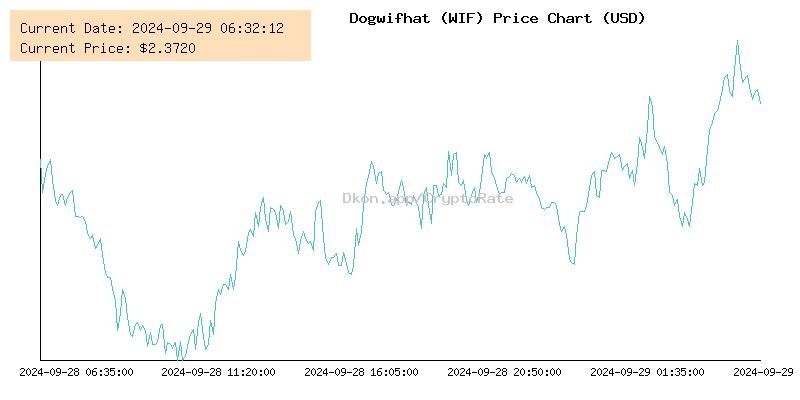 Dogwifhat (WIF) Price Chart (USD)
Current Date: 2024-09-29 06:32:12
Current Price: $2.3720
Dkon.app/CryptoRate
2024-09-28 06:35:00 2024-09-28 11:20:00 2024-09-28 16:05:00 2024-09-28 20:50:00 2024-09-29 01:35:00 2024-09-29